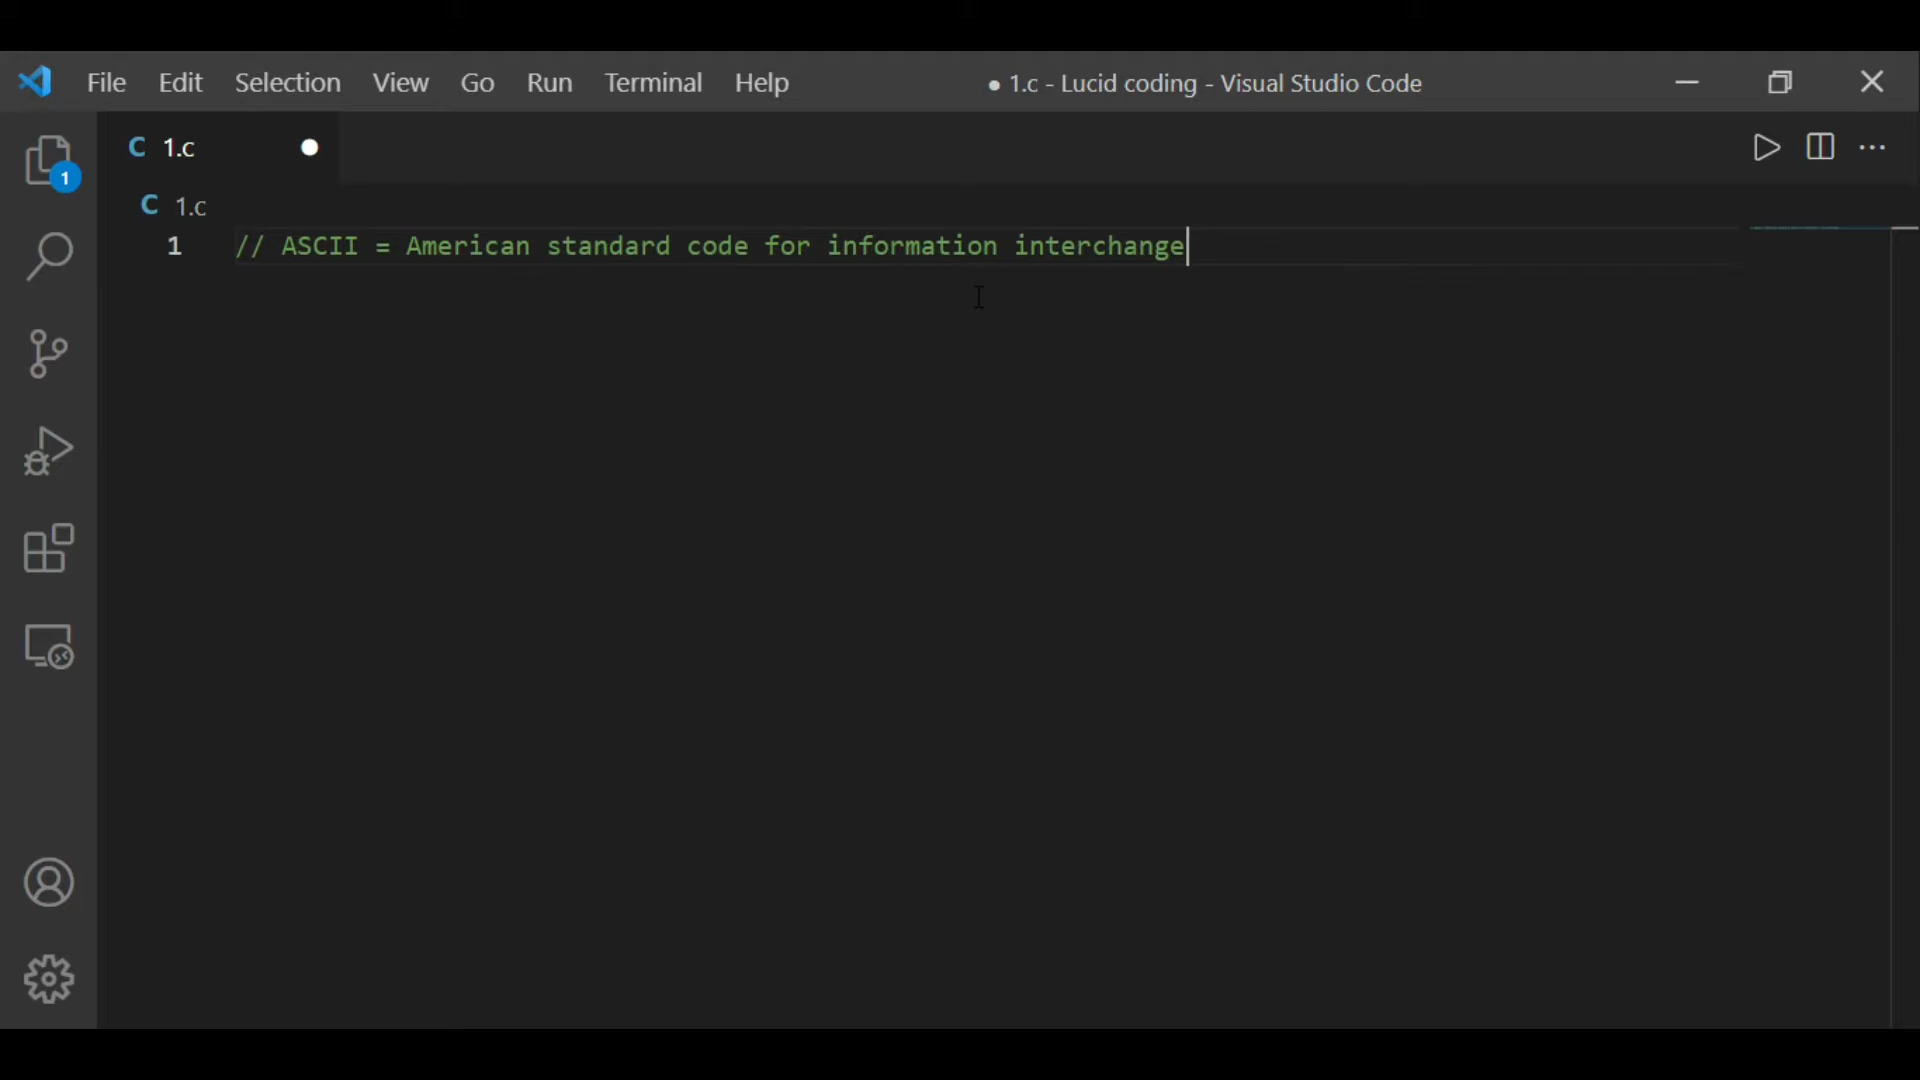 File Edit Selection View Go Run Terminal Help ● 1.c - Lucid coding - Visual Studio Code
C 1.c
C 1.c
1
1 // ASCII = American standard code for information interchange